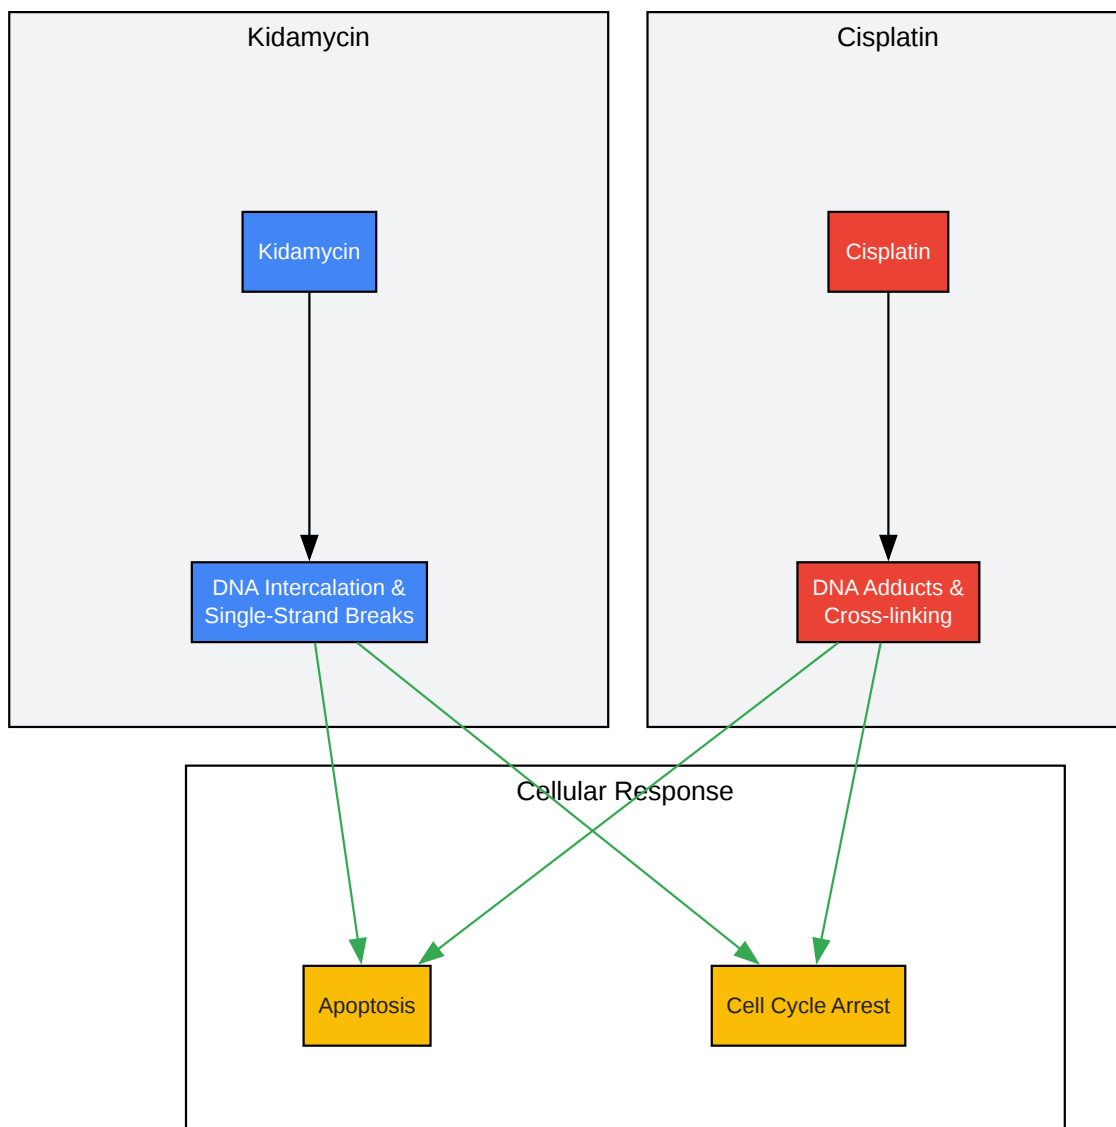 Kidamycin
Cisplatin
Kidamycin
Cisplatin
DNA Intercalation &
Single-Strand Breaks
DNA Adducts &
Cross-linking
Cellular Response
Apoptosis
Cell Cycle Arrest